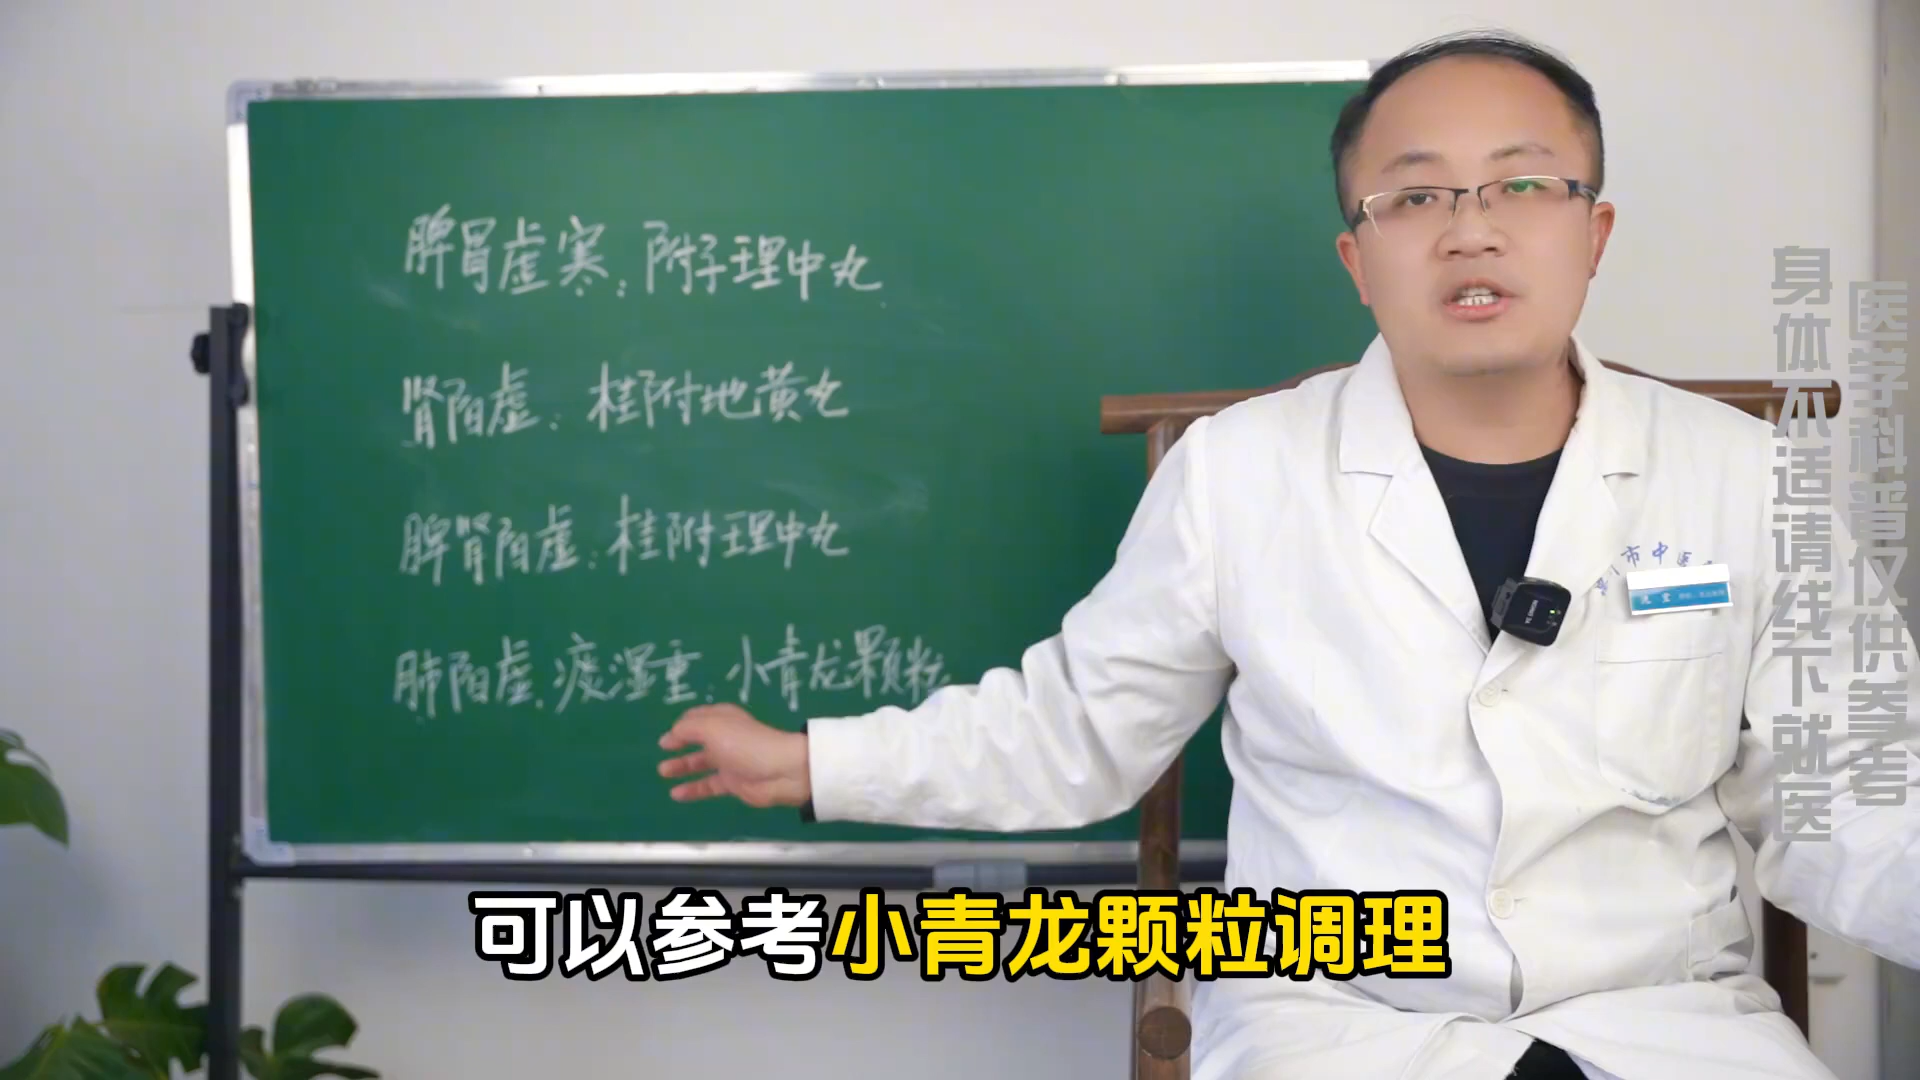 脾胃虚寒：附子理中丸
肾阳虚：桂附地黄丸
脾肾阳虚：桂附理中丸
肺阳虚、痰湿重：小青龙颗粒
可以参考小青龙颗粒调理
医学科普仅供参考
身体不适请线下就医
市中医